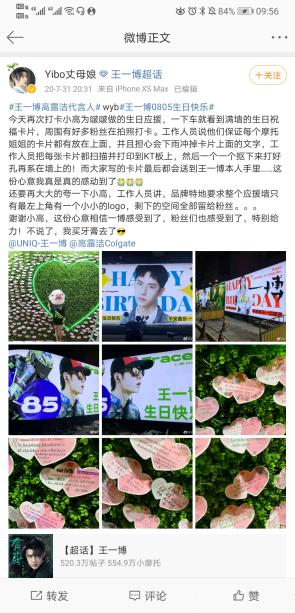 84%
09:56
微博正文
Yibo丈母娘
王一博超话
20-7-31 20:31 来自 iPhone XS Max 已编辑
+关注
#王一博高露洁代言人# wyb#王一博0805生日快乐#
今天再次打卡小高为啵啵做的生日应援，一下车就看到满墙的生日祝
福卡片，周围有好多粉丝在拍照打卡。工作人员说他们保证每个摩托
姐姐的卡片都有放在上面，并且担心会下雨冲掉卡片上面的文字，工
作人员把每张卡片都扫描并打印到KT板上，然后一个一个抠下来打好
孔再系在墙上的！而大家写的卡片最后都会送到王一博本人手里……这
份心意我真是真的感动到了
还要再大大的夸一下小高，工作人员讲，品牌特地要求整个应援墙只
有最左上角有一个小小的logo，剩下的空间全部留给粉丝。。。
谢谢小高，这份心意相信一博感受到了，粉丝们也感受到了，特别给
力！不说了，我买牙膏去了
@UNIQ-王一博 @高露洁Colgate
HAPPY
BIRTHDAY
DAY
85
王一博
生日快乐
王一博
生日快乐
【超话】王一博
520.3万帖子 554.9万小摩托
转发
评论
赞